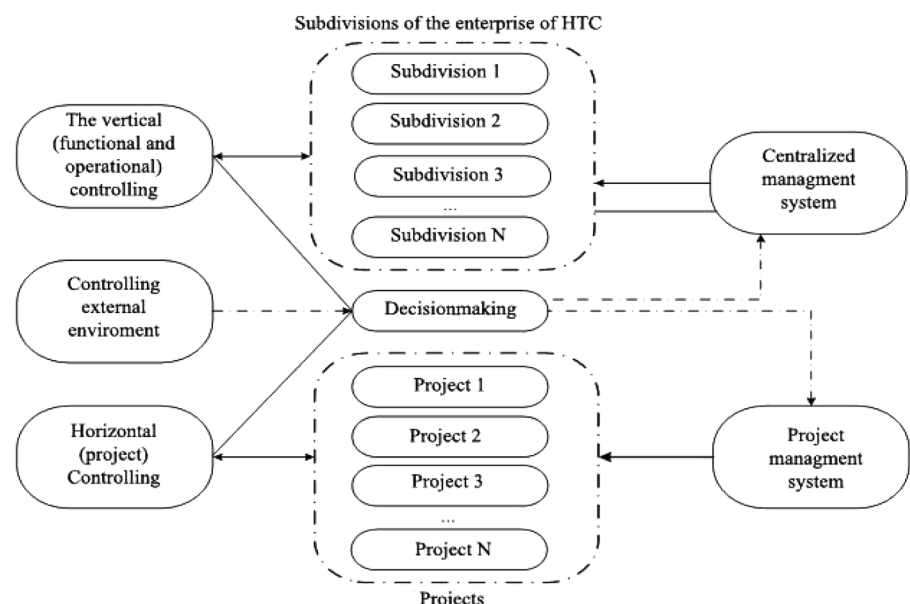 Subdivisions of the enterprise of HTC
Subdivision 1
Subdivision 2
Subdivision 3
...
Subdivision N
The vertical
(functional and
operational)
controlling
Centralized
managment
system
Controlling
external
enviroment
Decisionmaking
Horizontal
(project)
Controlling
Project 1
Project 2
Project 3
...
Project N
Project
managment
system
Projects